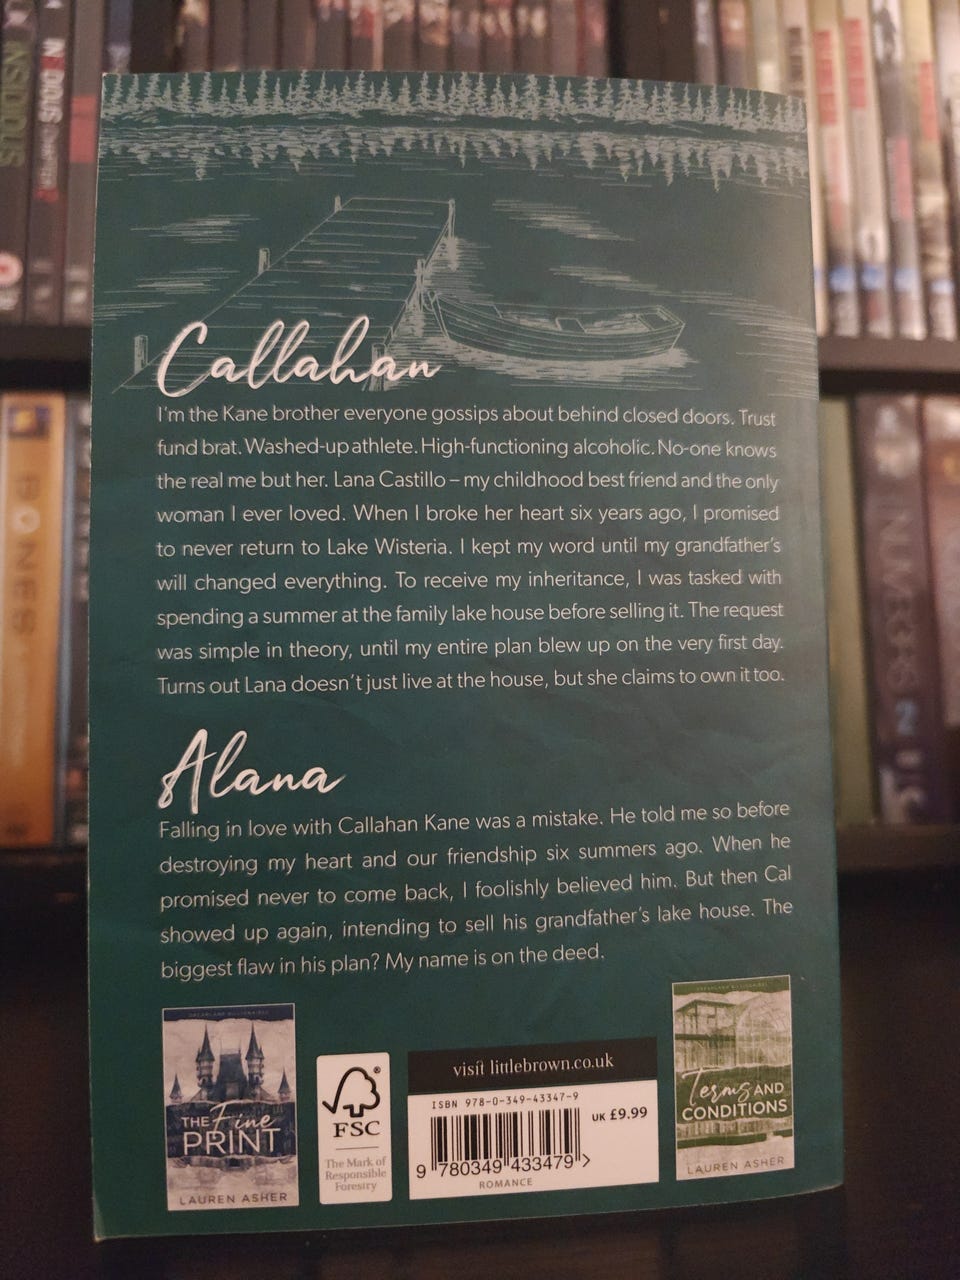 INSIDIOUS
INSIDIOUS
CHAPTER
BONES
NUMB3RS
2
Callahan
I'm the Kane brother everyone gossips about behind closed doors. Trust
fund brat. Washed-up athlete. High-functioning alcoholic. No-one knows
the real me but her. Lana Castillo – my childhood best friend and the only
woman I ever loved. When I broke her heart six years ago, I promised
to never return to Lake Wisteria. I kept my word until my grandfather's
will changed everything. To receive my inheritance, I was tasked with
spending a summer at the family lake house before selling it. The request
was simple in theory, until my entire plan blew up on the very first day.
Turns out Lana doesn't just live at the house, but she claims to own it too.
Alana
Falling in love with Callahan Kane was a mistake. He told me so before
destroying my heart and our friendship six summers ago. When he
promised never to come back, I foolishly believed him. But then Cal
showed up again, intending to sell his grandfather's lake house. The
biggest flaw in his plan? My name is on the deed.
DREAMLAND BILLIONAIRES
THE Fine
PRINT
LAUREN ASHER
FSC
®
The Mark of
Responsible
Forestry
visit littlebrown.co.uk
ISBN 978-0-349-43347-9
UK £9.99
9 780349 433479 >
ROMANCE
DREAMLAND BILLIONAIRES
Terms AND
CONDITIONS
LAUREN ASHER